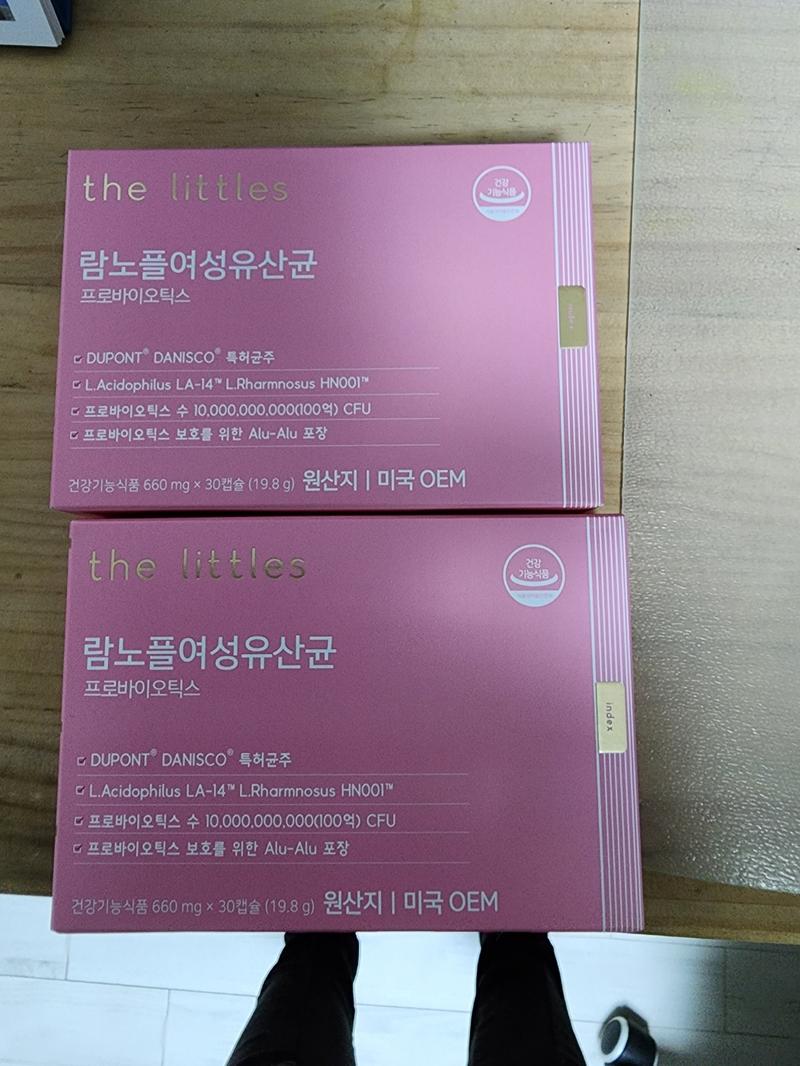 the littles
건강
기능식품
람노플여성유산균
프로바이오틱스
DUPONT® DANISCO® 특허균주
L.Acidophilus LA-14™ L.Rharmnosus HN001™
프로바이오틱스 수 10,000,000,000(100억) CFU
프로바이오틱스 보호를 위한 Alu-Alu 포장
건강기능식품 660 mg × 30캡슐 (19.8 g) 원산지 | 미국 OEM
index
the littles
건강
기능식품
람노플여성유산균
프로바이오틱스
index
DUPONT® DANISCO® 특허균주
L.Acidophilus LA-14™ L.Rharmnosus HN001™
프로바이오틱스 수 10,000,000,000(100억) CFU
프로바이오틱스 보호를 위한 Alu-Alu 포장
건강기능식품 660 mg × 30캡슐 (19.8 g) 원산지 | 미국 OEM